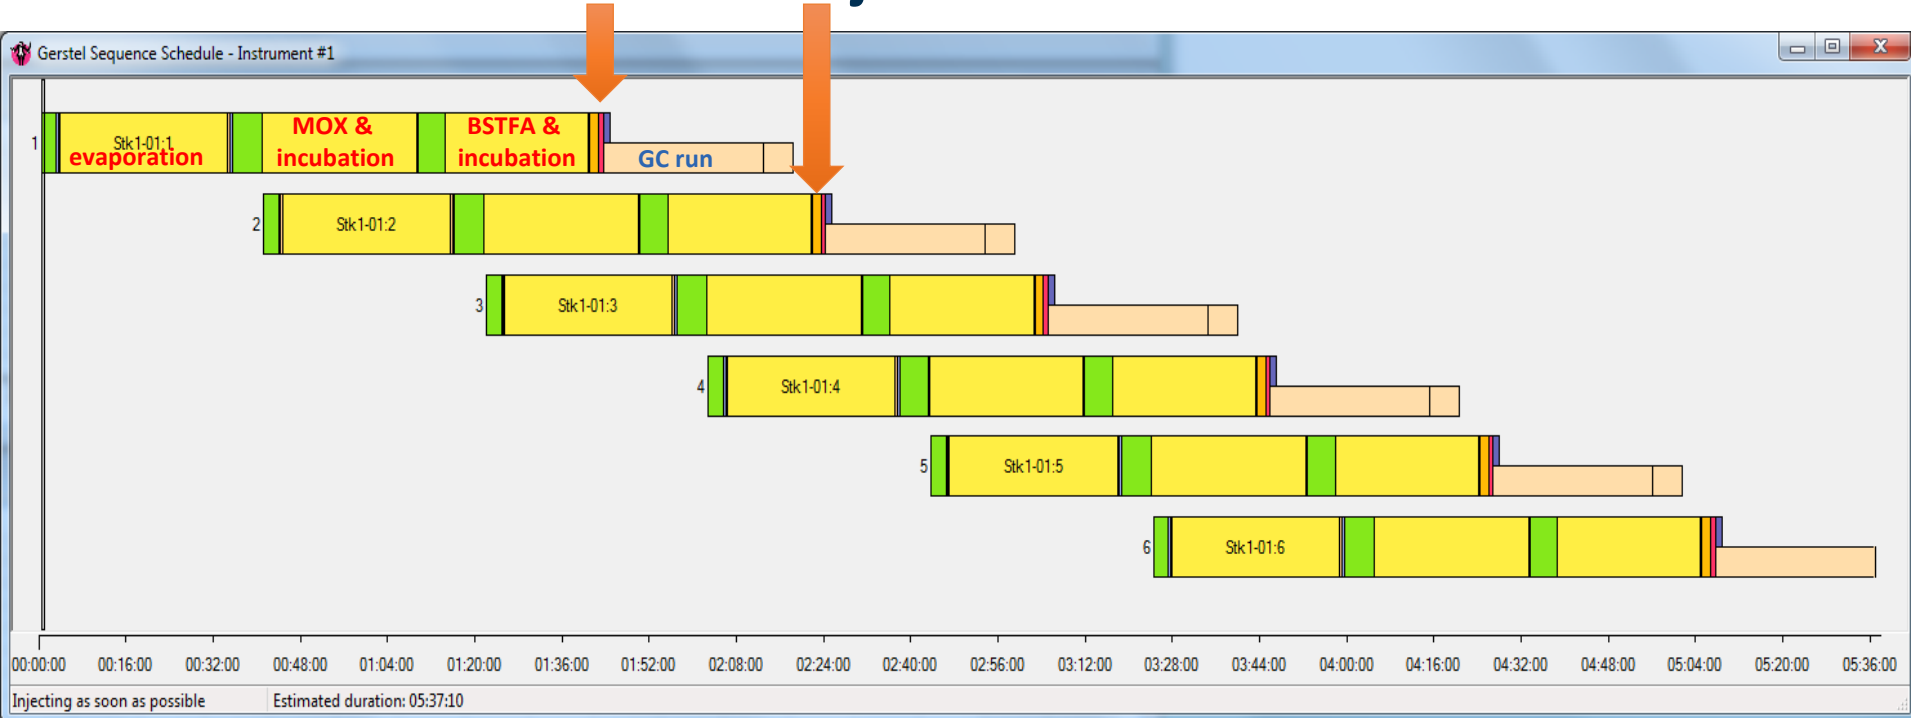 Gerstel Sequence Schedule - Instrument #1
1
Stk1-01:1
evaporation
MOX &
incubation
BSTFA &
incubation
GC run
2
Stk1-01:2
3
Stk1-01:3
4
Stk1-01:4
5
Stk1-01:5
6
Stk1-01:6
00:00:00 00:16:00 00:32:00 00:48:00 01:04:00 01:20:00 01:36:00 01:52:00 02:08:00 02:24:00 02:40:00 02:56:00 03:12:00 03:28:00 03:44:00 04:00:00 04:16:00 04:32:00 04:48:00 05:04:00 05:20:00 05:36:00
Injecting as soon as possible Estimated duration: 05:37:10